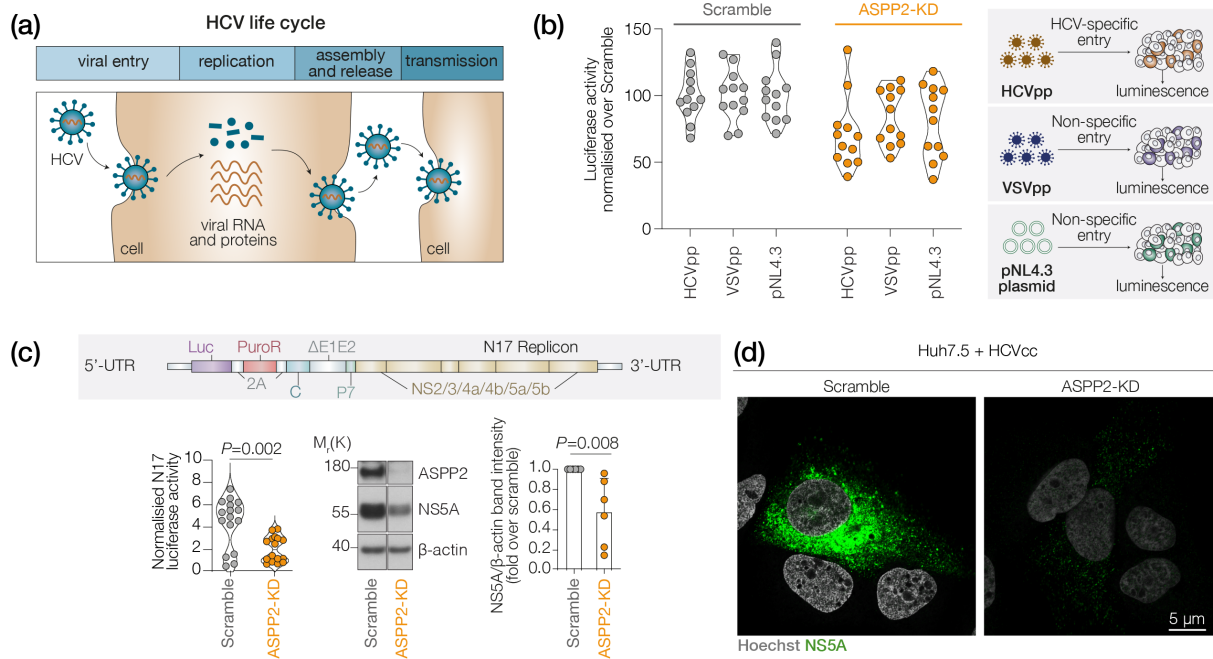 (a)
HCV life cycle
viral entry
replication
assembly
and release
transmission
HCV
viral RNA
and proteins
cell
cell
(b)
Scramble
ASPP2-KD
Luciferase activity
normalised over Scramble
150
100
50
0
HCVpp
VSVpp
pNL4.3
HCVpp
VSVpp
pNL4.3
HCV-specific
entry
HCVpp
luminescence
Non-specific
entry
VSVpp
luminescence
Non-specific
entry
pNL4.3
plasmid
luminescence
(c)
Luc
PuroR
ΔE1E2
N17 Replicon
5'-UTR
3'-UTR
2A
C
P7
NS2/3/4a/4b/5a/5b
Normalised N17
luciferase activity
P=0.002
10
8
6
4
2
0
Scramble
ASPP2-KD
Mr(K)
180
ASPP2
55
NS5A
40
β-actin
Scramble
ASPP2-KD
NS5A/β-actin band intensity
(fold over scramble)
P=0.008
1.0
0.8
0.6
0.4
0.2
0.0
Scramble
ASPP2-KD
(d)
Huh7.5 + HCVcc
Scramble
ASPP2-KD
5 µm
Hoechst NS5A